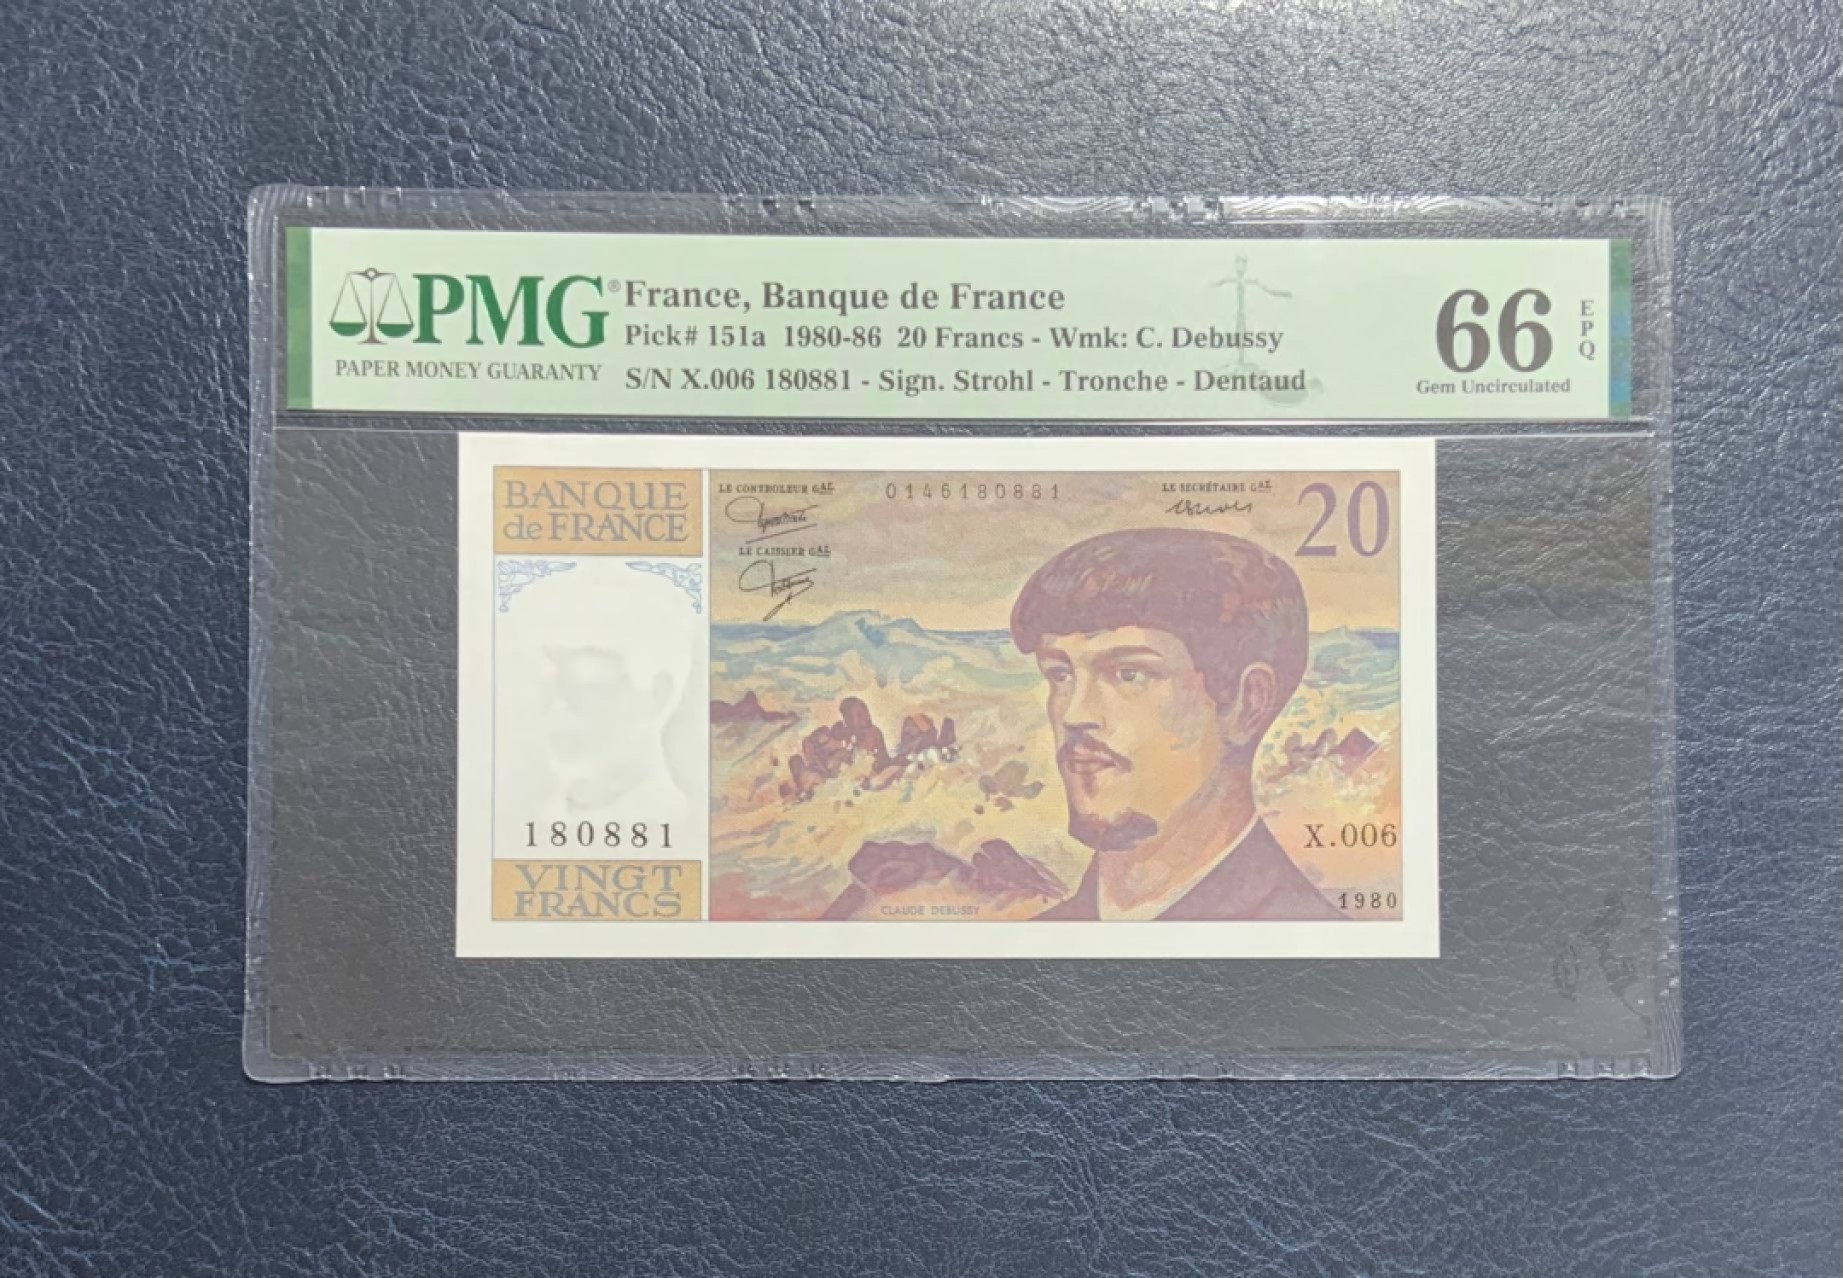 PMG®
PAPER MONEY GUARANTY
France, Banque de France
Pick# 151a 1980-86 20 Francs - Wmk: C. Debussy
S/N X.006 180881 - Sign. Strohl - Tronche - Dentaud
66 EPQ
Gem Uncirculated
BANQUE
de FRANCE
LE CONTROLEUR GAL
0146180881
LE SECRÉTAIRE GAL
20
LE CAISSIER GAL
180881
X.006
VINGT
FRANCS
1980
CLAUDE DEBUSSY